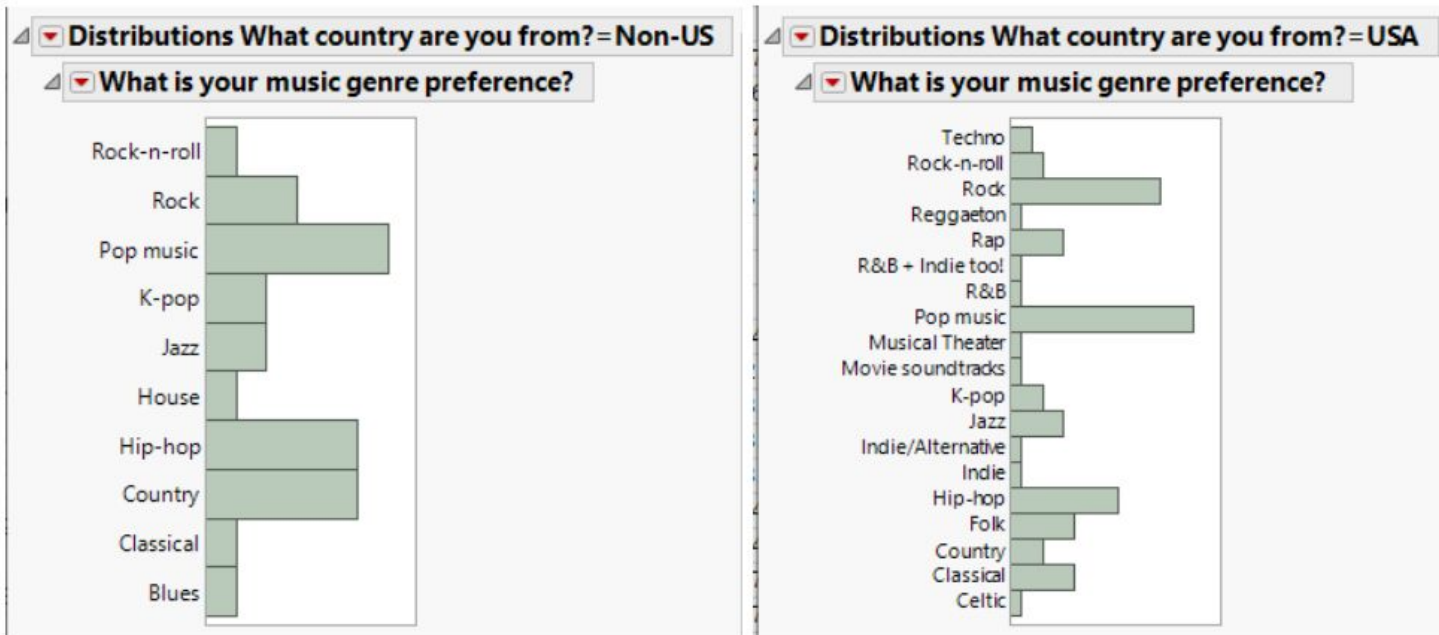 Distributions What country are you from?=Non-US
What is your music genre preference?
Rock-n-roll
Rock
Pop music
K-pop
Jazz
House
Hip-hop
Country
Classical
Blues
Distributions What country are you from?=USA
What is your music genre preference?
Techno
Rock-n-roll
Rock
Reggaeton
Rap
R&B + Indie too!
R&B
Pop music
Musical Theater
Movie soundtracks
K-pop
Jazz
Indie/Alternative
Indie
Hip-hop
Folk
Country
Classical
Celtic